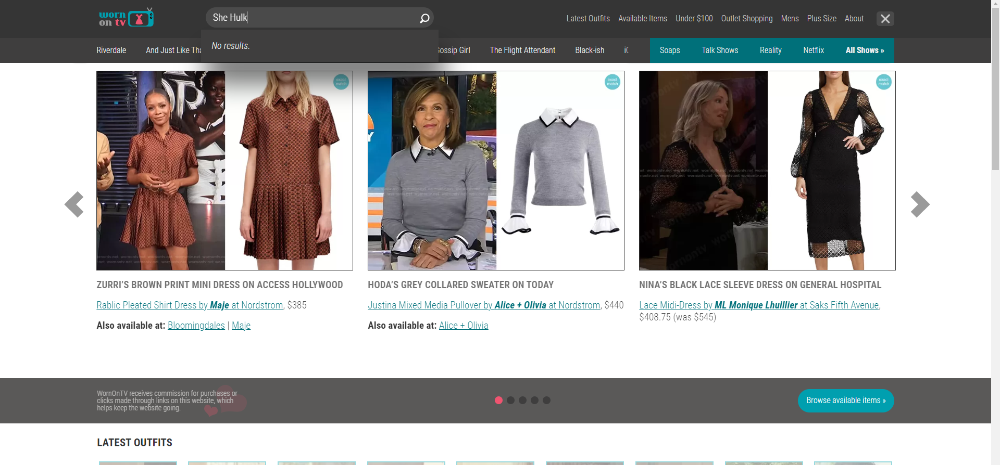 worn
on tv
She Hulk
Latest Outfits
Available Items
Under $100
Outlet Shopping
Mens
Plus Size
About
No results.
Riverdale
And Just Like Tha
Gossip Girl
The Flight Attendant
Black-ish
Soaps
Talk Shows
Reality
Netflix
All Shows »
exact
match
exact
match
exact
match
ZURRI’S BROWN PRINT MINI DRESS ON ACCESS HOLLYWOOD
Rablic Pleated Shirt Dress by Maje at Nordstrom, $385
Also available at: Bloomingdales | Maje
HODA’S GREY COLLARED SWEATER ON TODAY
Justina Mixed Media Pullover by Alice + Olivia at Nordstrom, $440
Also available at: Alice + Olivia
NINA’S BLACK LACE SLEEVE DRESS ON GENERAL HOSPITAL
Lace Midi-Dress by ML Monique Lhuillier at Saks Fifth Avenue,
$408.75 (was $545)
WornOnTV receives commission for purchases or
clicks made through links on this website, which
helps keep the website going.
Browse available items »
LATEST OUTFITS